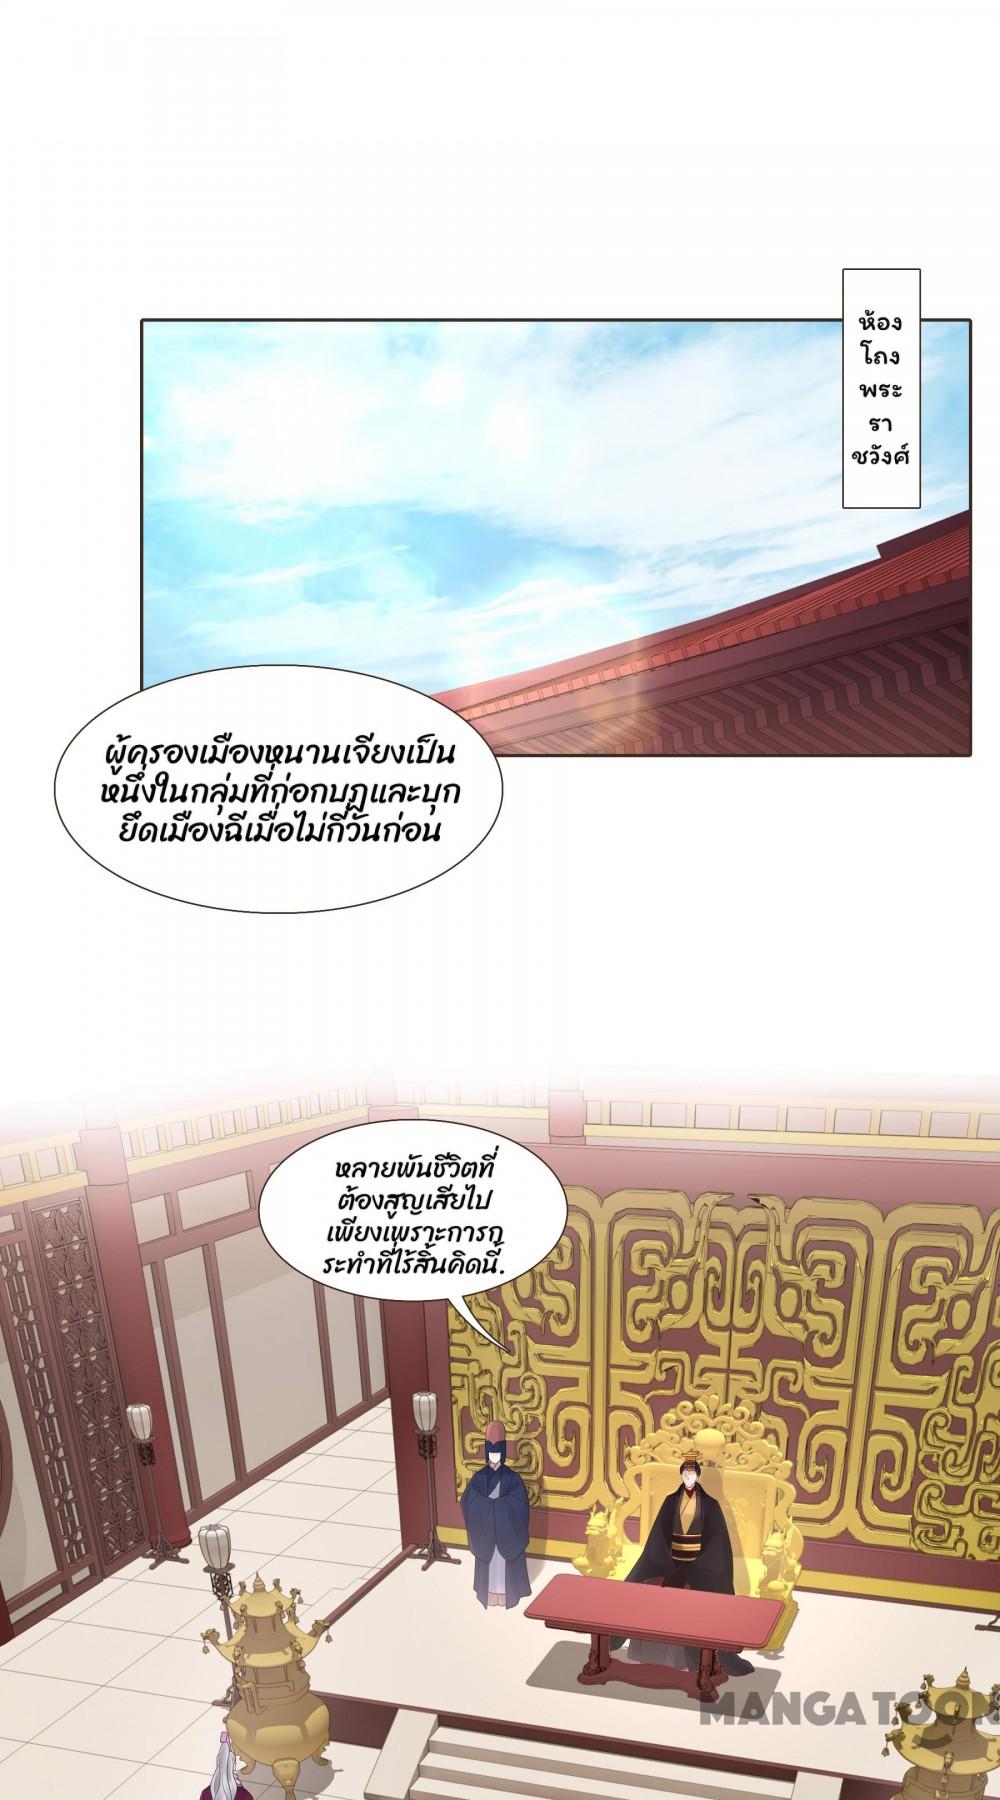 ห้อง
โถง
พระ
รา
ชวังศ์
ผู้ครองเมืองหนานเจียงเป็น
หนึ่งในกลุ่มที่ก่อกบฏและบุก
ยึดเมืองฉีเมื่อไม่กี่วันก่อน
หลายพันชีวิตที่
ต้องสูญเสียไป
เพียงเพราะการก
ระทำที่ไร้สิ้นคิดนี้.
MANGATOON